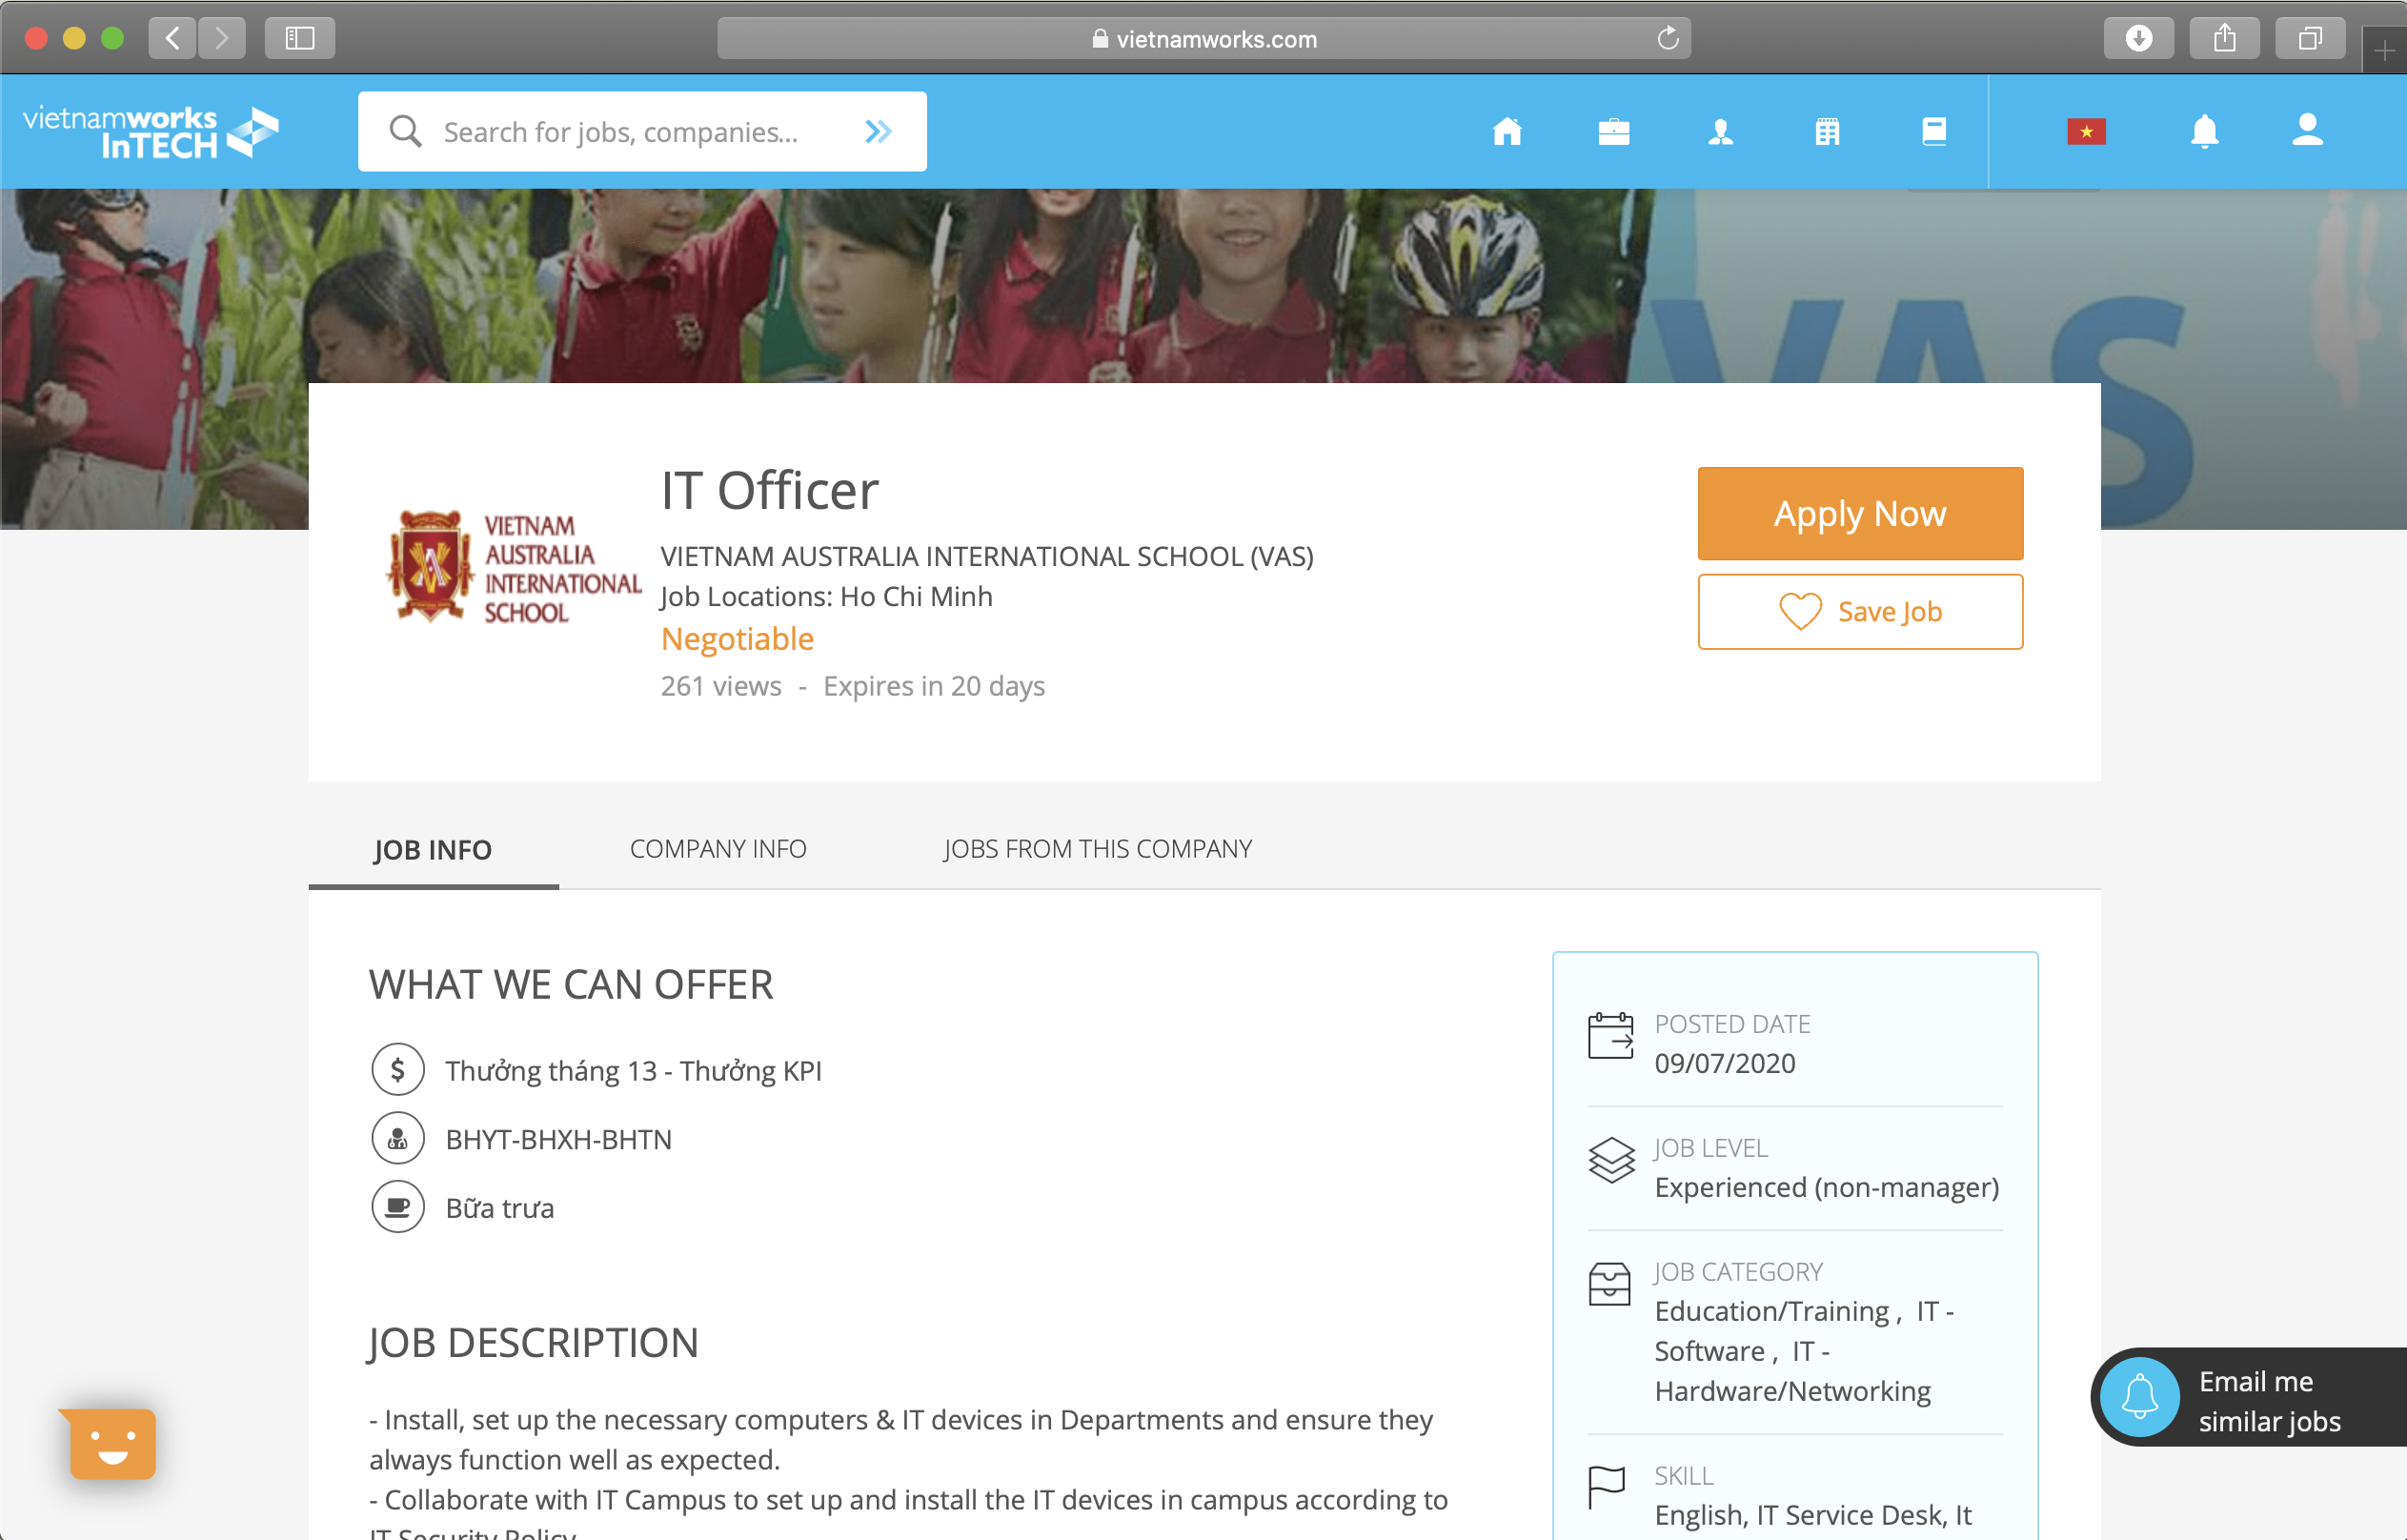 vietnamworks.com
vietnamworks
InTECH
Search for jobs, companies...
VAS
VIETNAM
AUSTRALIA
INTERNATIONAL
SCHOOL
IT Officer
VIETNAM AUSTRALIA INTERNATIONAL SCHOOL (VAS)
Job Locations: Ho Chi Minh
Negotiable
261 views - Expires in 20 days
Apply Now
Save Job
JOB INFO
COMPANY INFO
JOBS FROM THIS COMPANY
WHAT WE CAN OFFER
$
Thưởng tháng 13 - Thưởng KPI
BHYT-BHXH-BHTN
Bữa trưa
JOB DESCRIPTION
- Install, set up the necessary computers & IT devices in Departments and ensure they
always function well as expected.
- Collaborate with IT Campus to set up and install the IT devices in campus according to
IT Security Policy.
POSTED DATE
09/07/2020
JOB LEVEL
Experienced (non-manager)
JOB CATEGORY
Education/Training , IT -
Software , IT -
Hardware/Networking
SKILL
English, IT Service Desk, It
Email me
similar jobs